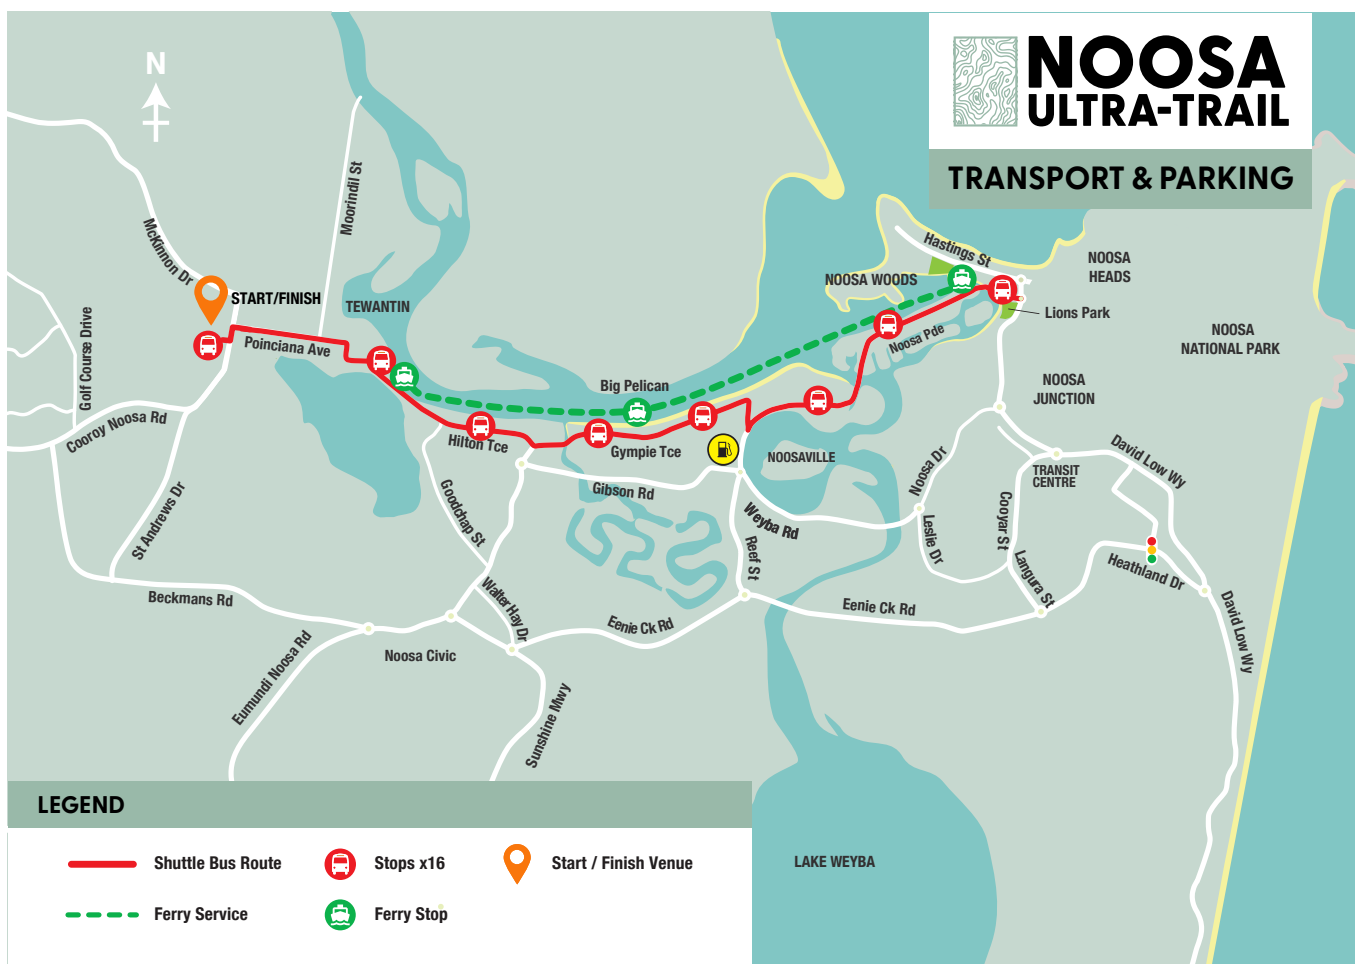 NOOSA
ULTRA-TRAIL
TRANSPORT & PARKING
N
McKinnon Dr
Moorindil St
START/FINISH
TEWANTIN
Poinciana Ave
Golf Course Drive
Cooroy Noosa Rd
St Andrews Dr
Beckmans Rd
Eumundi Noosa Rd
Noosa Civic
Hilton Tce
Goodchap St
Walter Hay Dr
Sunshine Mwy
Big Pelican
Gympie Tce
Gibson Rd
Eenie Ck Rd
Reef St
Weyba Rd
NOOSAVILLE
NOOSA WOODS
Hastings St
Noosa Pde
Lions Park
NOOSA
HEADS
NOOSA
NATIONAL PARK
NOOSA
JUNCTION
Noosa Dr
Leslie Dr
Cooyar St
Langura St
TRANSIT
CENTRE
David Low Wy
Heathland Dr
Eenie Ck Rd
David Low Wy
LAKE WEYBA
LEGEND
Shuttle Bus Route
Stops x16
Start / Finish Venue
Ferry Service
Ferry Stop